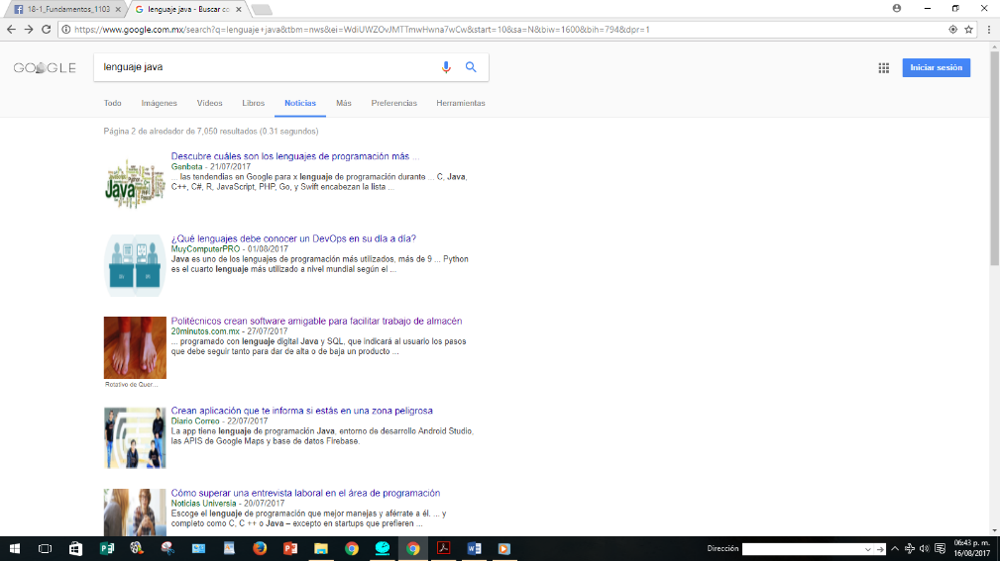 18-1_Fundamentos_1103
lenguaje java - Buscar co
https://www.google.com.mx/search?q=lenguaje+java&tbm=nws&ei=WdiUWZOvJMTTmwHwna7wCw&start=10&sa=N&biw=1600&bih=794&dpr=1
GOOGLE
lenguaje java
Iniciar sesión
Todo Imágenes Vídeos Libros Noticias Más Preferencias Herramientas
Página 2 de alrededor de 7,050 resultados (0.31 segundos)
Descubre cuáles son los lenguajes de programación más ...
Genbeta - 21/07/2017
... las tendendias en Google para x lenguaje de programación durante ... C, Java,
C++, C#, R, JavaScript, PHP, Go, y Swift encabezan la lista ...
Java
¿Qué lenguajes debe conocer un DevOps en su día a día?
MuyComputerPRO - 01/08/2017
Java es uno de los lenguajes de programación más utilizados, más de 9 ... Python
es el cuarto lenguaje más utilizado a nivel mundial según el ...
Politécnicos crean software amigable para facilitar trabajo de almacén
20minutos.com.mx - 27/07/2017
... programado con lenguaje digital Java y SQL, que indicará al usuario los pasos
que debe seguir tanto para dar de alta o de baja un producto ...
Rotativo de Quer...
Crean aplicación que te informa si estás en una zona peligrosa
Diario Correo - 22/07/2017
La app tiene lenguaje de programación Java, entorno de desarrollo Android Studio,
las APIS de Google Maps y base de datos Firebase.
Cómo superar una entrevista laboral en el área de programación
Noticias Universia - 20/07/2017
Escoge el lenguaje de programación que mejor manejas y aférrate a él. ... y
completo como C, C ++ o Java – excepto en startups que prefieren ...
Dirección
06:43 p. m.
16/08/2017